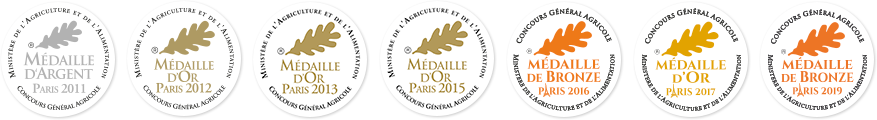 MINISTÈRE DE L'AGRICULTURE ET DE L'ALIMENTATION
®
MÉDAILLE
D'ARGENT
PARIS 2011
CONCOURS GÉNÉRAL AGRICOLE
MINISTÈRE DE L'AGRICULTURE ET DE L'ALIMENTATION
®
MÉDAILLE
D'OR
PARIS 2012
CONCOURS GÉNÉRAL AGRICOLE
MINISTÈRE DE L'AGRICULTURE ET DE L'ALIMENTATION
®
MÉDAILLE
D'OR
PARIS 2013
CONCOURS GÉNÉRAL AGRICOLE
MINISTÈRE DE L'AGRICULTURE ET DE L'ALIMENTATION
®
MÉDAILLE
D'OR
PARIS 2015
CONCOURS GÉNÉRAL AGRICOLE
CONCOURS GÉNÉRAL AGRICOLE
®
MÉDAILLE
DE BRONZE
PARIS 2016
MINISTÈRE DE L'AGRICULTURE ET DE L'ALIMENTATION
CONCOURS GÉNÉRAL AGRICOLE
®
MÉDAILLE
D'OR
PARIS 2017
MINISTÈRE DE L'AGRICULTURE ET DE L'ALIMENTATION
CONCOURS GÉNÉRAL AGRICOLE
®
MÉDAILLE
DE BRONZE
PARIS 2019
MINISTÈRE DE L'AGRICULTURE ET DE L'ALIMENTATION